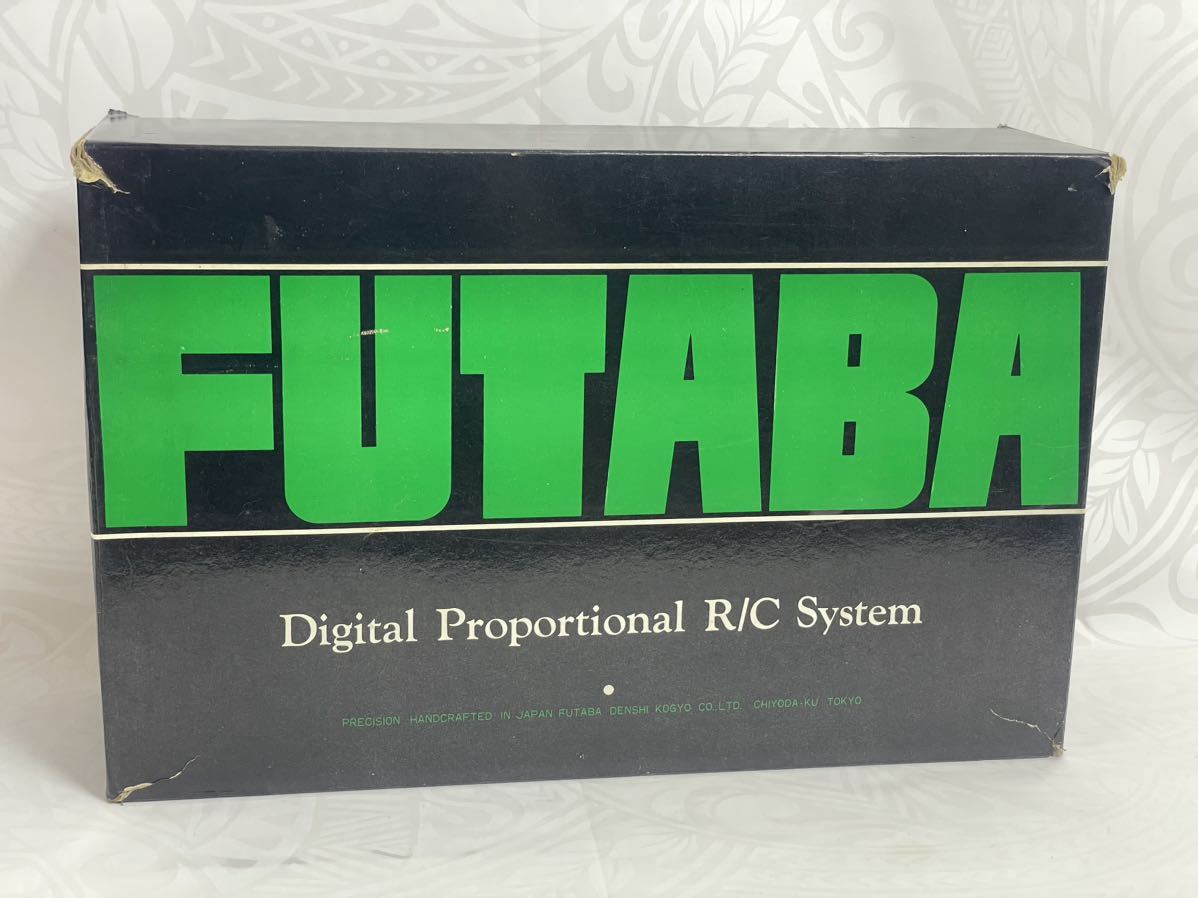 FUTABA
Digital Proportional R/C System
PRECISION HANDCRAFTED IN JAPAN FUTABA DENSHI KOGYO CO.,LTD. CHIYODA-KU TOKYO